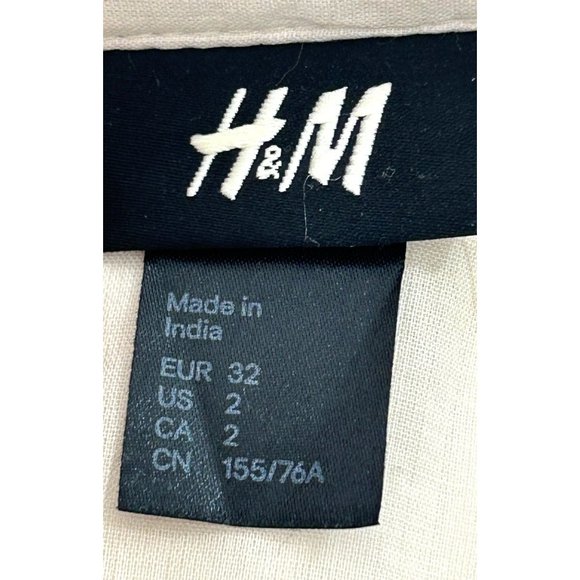 H&M
Made in
India
EUR 32
US 2
CA 2
CN 155/76A